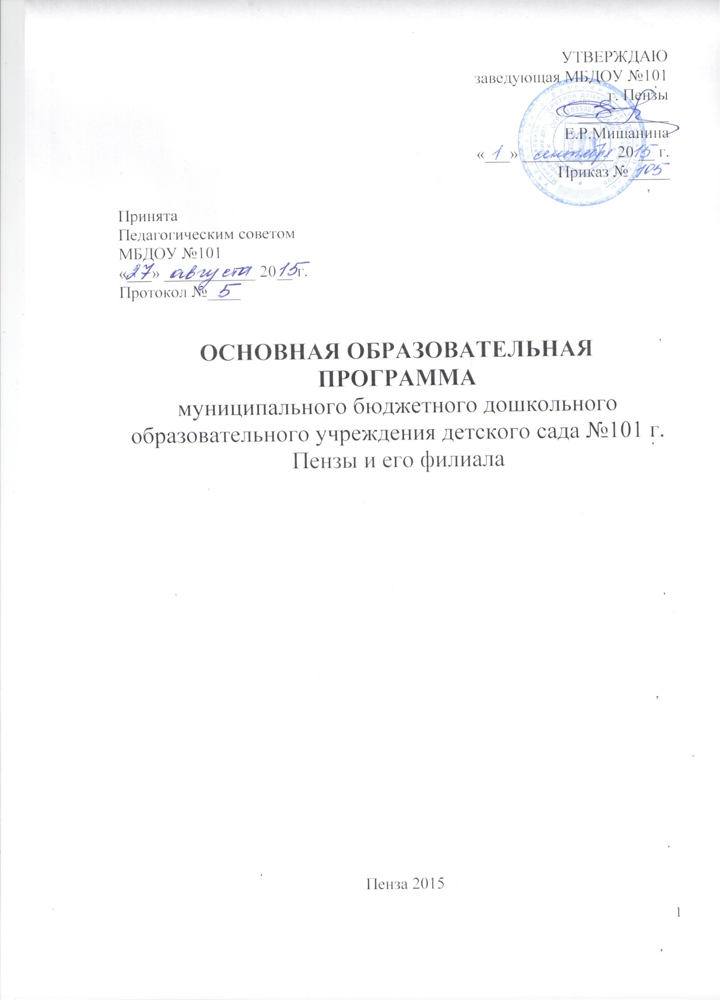 УТВЕРЖДАЮ
заведующая МБДОУ №101
г. Пензы
Е.Р.Мишанина
«1» сентября 2015 г.
Приказ № 105
Принята
Педагогическим советом
МБДОУ №101
«27» августа 2015г.
Протокол № 5
ОСНОВНАЯ ОБРАЗОВАТЕЛЬНАЯ
ПРОГРАММА
муниципального бюджетного дошкольного
образовательного учреждения детского сада №101 г.
Пензы и его филиала
Пенза 2015
1